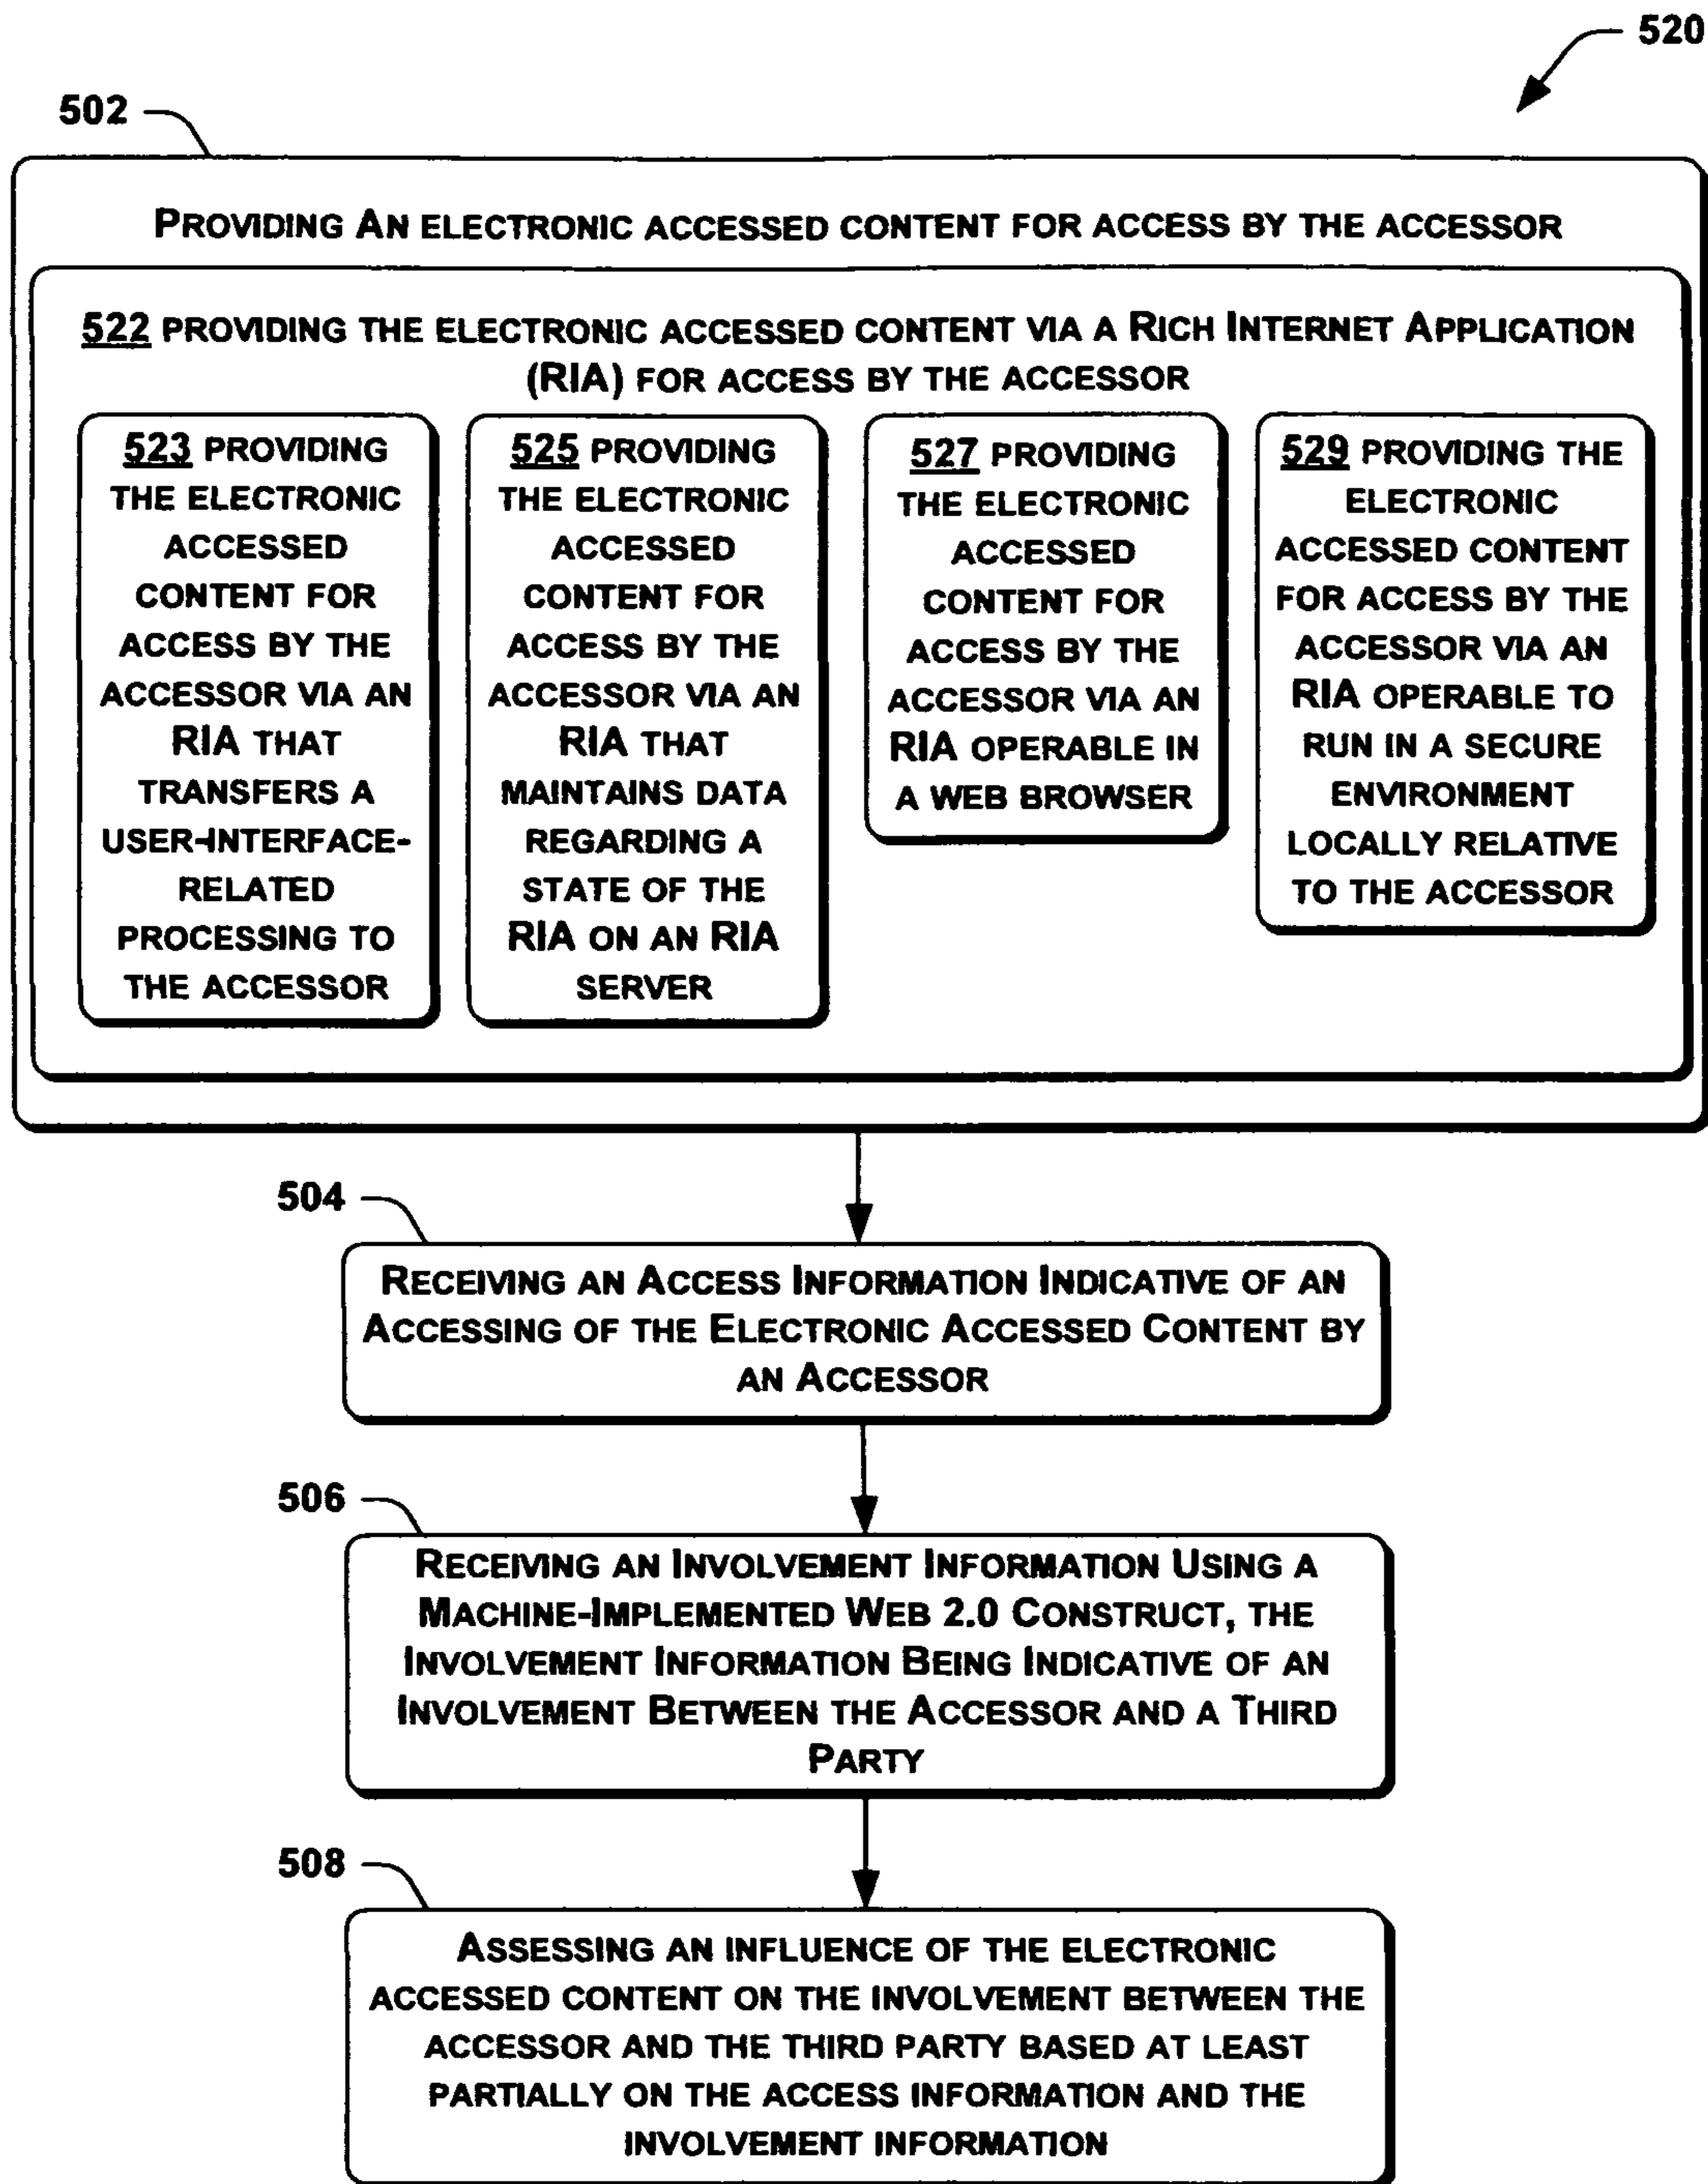 520
502
PROVIDING AN ELECTRONIC ACCESSED CONTENT FOR ACCESS BY THE ACCESSOR
522 PROVIDING THE ELECTRONIC ACCESSED CONTENT VIA A RICH INTERNET APPLICATION
(RIA) FOR ACCESS BY THE ACCESSOR
523 PROVIDING
THE ELECTRONIC
ACCESSED
CONTENT FOR
ACCESS BY THE
ACCESSOR VIA AN
RIA THAT
TRANSFERS A
USER-INTERFACE-
RELATED
PROCESSING TO
THE ACCESSOR
525 PROVIDING
THE ELECTRONIC
ACCESSED
CONTENT FOR
ACCESS BY THE
ACCESSOR VIA AN
RIA THAT
MAINTAINS DATA
REGARDING A
STATE OF THE
RIA ON AN RIA
SERVER
527 PROVIDING
THE ELECTRONIC
ACCESSED
CONTENT FOR
ACCESS BY THE
ACCESSOR VIA AN
RIA OPERABLE IN
A WEB BROWSER
529 PROVIDING THE
ELECTRONIC
ACCESSED CONTENT
FOR ACCESS BY THE
ACCESSOR VIA AN
RIA OPERABLE TO
RUN IN A SECURE
ENVIRONMENT
LOCALLY RELATIVE
TO THE ACCESSOR
504
RECEIVING AN ACCESS INFORMATION INDICATIVE OF AN
ACCESSING OF THE ELECTRONIC ACCESSED CONTENT BY
AN ACCESSOR
506
RECEIVING AN INVOLVEMENT INFORMATION USING A
MACHINE-IMPLEMENTED WEB 2.0 CONSTRUCT, THE
INVOLVEMENT INFORMATION BEING INDICATIVE OF AN
INVOLVEMENT BETWEEN THE ACCESSOR AND A THIRD
PARTY
508
ASSESSING AN INFLUENCE OF THE ELECTRONIC
ACCESSED CONTENT ON THE INVOLVEMENT BETWEEN THE
ACCESSOR AND THE THIRD PARTY BASED AT LEAST
PARTIALLY ON THE ACCESS INFORMATION AND THE
INVOLVEMENT INFORMATION